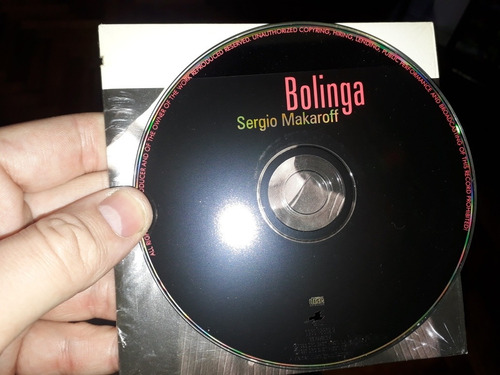 Bolinga
Sergio Makaroff
PRODUCER AND OF THE OWNER OF THE WORK REPRODUCED RESERVED. UNAUTHORIZED COPYING, HIRING, LENDING, PUBLIC PERFORMANCE AND BROADCASTING OF THIS RECORD PROHIBITED